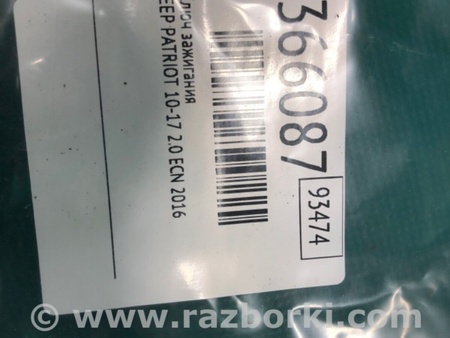 люч зажигания
EEP PATRIOT 10-17 2.0 ECN 2016
366087
93474
© www.razborki.com